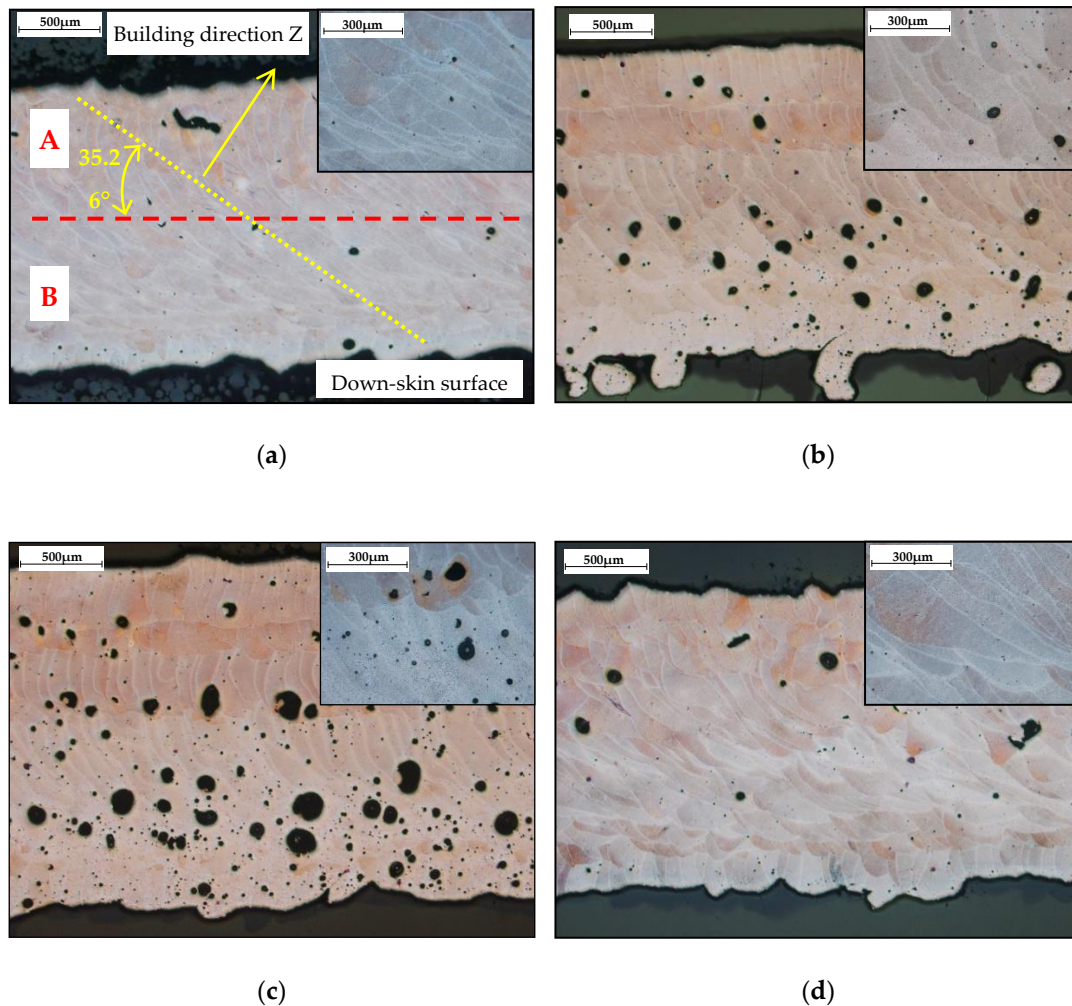 500μm
Building direction Z
300μm
A
35.2
6°
B
Down-skin surface
(a)
500μm
300μm
(b)
500μm
300μm
(c)
500μm
300μm
(d)